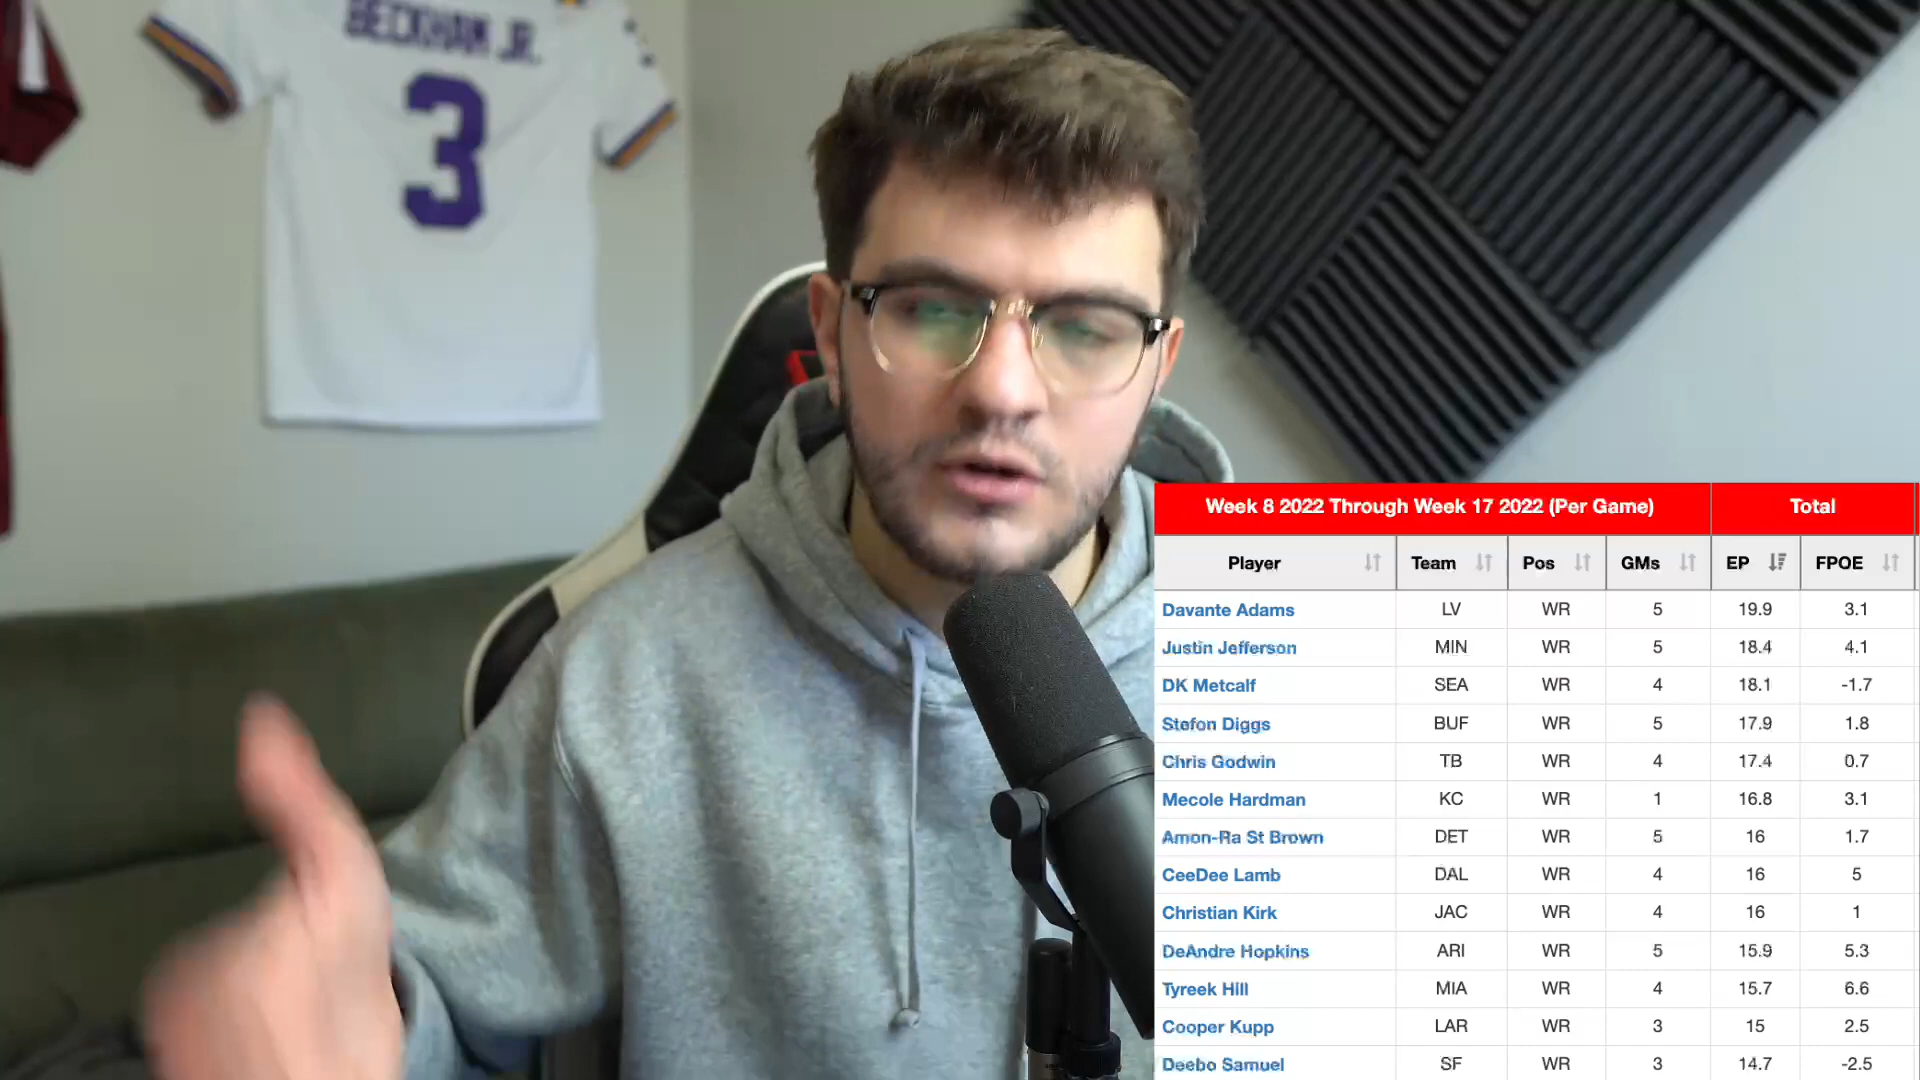 BECKHAM JR.
3
Week 8 2022 Through Week 17 2022 (Per Game) Total
Player Team Pos GMs EP FPOE
Davante Adams LV WR 5 19.9 3.1
Justin Jefferson MIN WR 5 18.4 4.1
DK Metcalf SEA WR 4 18.1 -1.7
Stefon Diggs BUF WR 5 17.9 1.8
Chris Godwin TB WR 4 17.4 0.7
Mecole Hardman KC WR 1 16.8 3.1
Amon-Ra St Brown DET WR 5 16 1.7
CeeDee Lamb DAL WR 4 16 5
Christian Kirk JAC WR 4 16 1
DeAndre Hopkins ARI WR 5 15.9 5.3
Tyreek Hill MIA WR 4 15.7 6.6
Cooper Kupp LAR WR 3 15 2.5
Deebo Samuel SF WR 3 14.7 -2.5